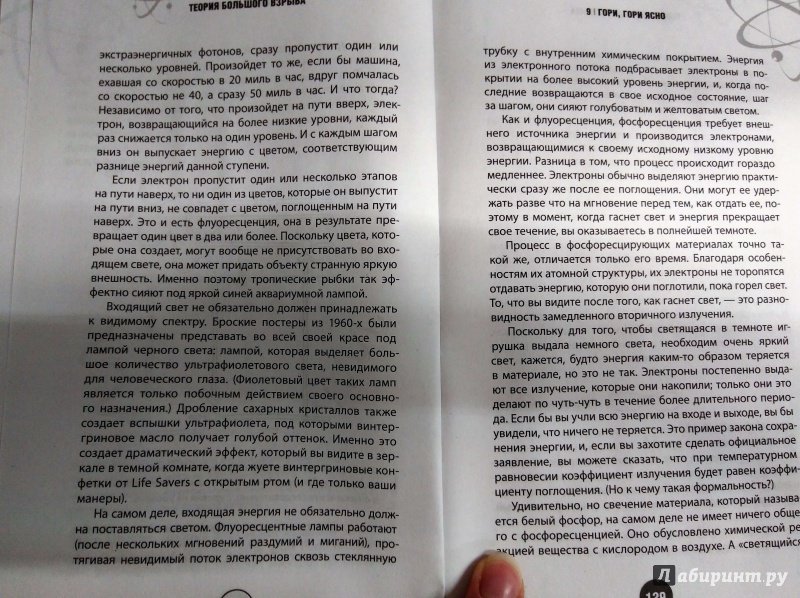 ТЕОРИЯ БОЛЬШОГО ВЗРЫВА
экстраэнергичных фотонов, сразу пропустит один или
несколько уровней. Произойдет то же, если бы машина,
ехавшая со скоростью в 20 миль в час, вдруг помчалась
со скоростью не 40, а сразу 50 миль в час. И что тогда?
Независимо от того, что произойдет на пути вверх, элек-
трон, возвращающийся на более низкие уровни, каждый
раз снижается только на один уровень. И с каждым шагом
вниз он выпускает энергию с цветом, соответствующим
разнице энергий данной ступени.
Если электрон пропустит один или несколько этапов
на пути наверх, то ни один из цветов, которые он выпустит
на пути вниз, не совпадет с цветом, поглощенным на пути
наверх. Это и есть флуоресценция, она в результате пре-
вращает один цвет в два или более. Поскольку цвета, кото-
рые она создает, могут вообще не присутствовать во вхо-
дящем свете, она может придать объекту странную яркую
внешность. Именно поэтому тропические рыбки так эф-
фектно сияют под яркой синей аквариумной лампой.
Входящий свет не обязательно должен принадлежать
к видимому спектру. Броские постеры из 1960-х были
предназначены представать во всей своей красе под
лампой черного света: лампой, которая выделяет боль-
шое количество ультрафиолетового света, невидимого
для человеческого глаза. (Фиолетовый цвет таких ламп
является только побочным действием своего основно-
го назначения.) Дробление сахарных кристаллов также
создает вспышки ультрафиолета, под которыми винтер-
гриновое масло получает голубой оттенок. Именно это
создает драматический эффект, который вы видите в зер-
кале в темной комнате, когда жуете винтергриновые кон-
фетки от Life Savers с открытым ртом (и где только ваши
манеры).
На самом деле, входящая энергия не обязательно долж-
на поставляться светом. Флуоресцентные лампы работают
(после нескольких мгновений раздумий и миганий), про-
тягивая невидимый поток электронов сквозь стеклянную
9 | ГОРИ, ГОРИ ЯСНО
трубку с внутренним химическим покрытием. Энергия
из электронного потока подбрасывает электроны в по-
крытии на более высокий уровень энергии, и, когда по-
следние возвращаются в свое исходное состояние, шаг
за шагом, они сияют голубоватым и желтоватым светом.
Как и флуоресценция, фосфоресценция требует внеш-
него источника энергии и производится электронами,
возвращающимися к своему исходному низкому уровню
энергии. Разница в том, что процесс происходит гораздо
медленнее. Электроны обычно выделяют энергию практи-
чески сразу же после ее поглощения. Они могут ее удер-
жать разве что на мгновение перед тем, как отдать ее, по-
этому в момент, когда гаснет свет и энергия прекращает
свое течение, вы оказываетесь в полнейшей темноте.
Процесс в фосфоресцирующих материалах точно та-
кой же, отличается только его время. Благодаря особен-
ностям их атомной структуры, их электроны не торопятся
отдавать энергию, которую они поглотили, пока горел свет.
То, что вы видите после того, как гаснет свет, — это разно-
видность замедленного вторичного излучения.
Поскольку для того, чтобы светящаяся в темноте иг-
рушка выдала немного света, необходим очень яркий
свет, кажется, будто энергия каким-то образом теряется
в материале, но это не так. Электроны постепенно выда-
ют все излучение, которые они накопили; только они это
делают по чуть-чуть в течение более длительного перио-
да. Если бы вы учли всю энергию на входе и выходе, вы бы
увидели, что ничего не теряется. Это пример закона сохра-
нения энергии, и, если вы захотите сделать официальное
заявление, вы можете сказать, что при температурном
равновесии коэффициент излучения будет равен коэффи-
циенту поглощения. (Но к чему такая формальность?)
Удивительно, но свечение материала, который называ
ется белый фосфор, на самом деле не имеет ничего обще
го с фосфоресценцией. Оно обусловлено химической ре
акцией вещества с кислородом в воздухе. А «светящийся
129
Лабиринт.ру